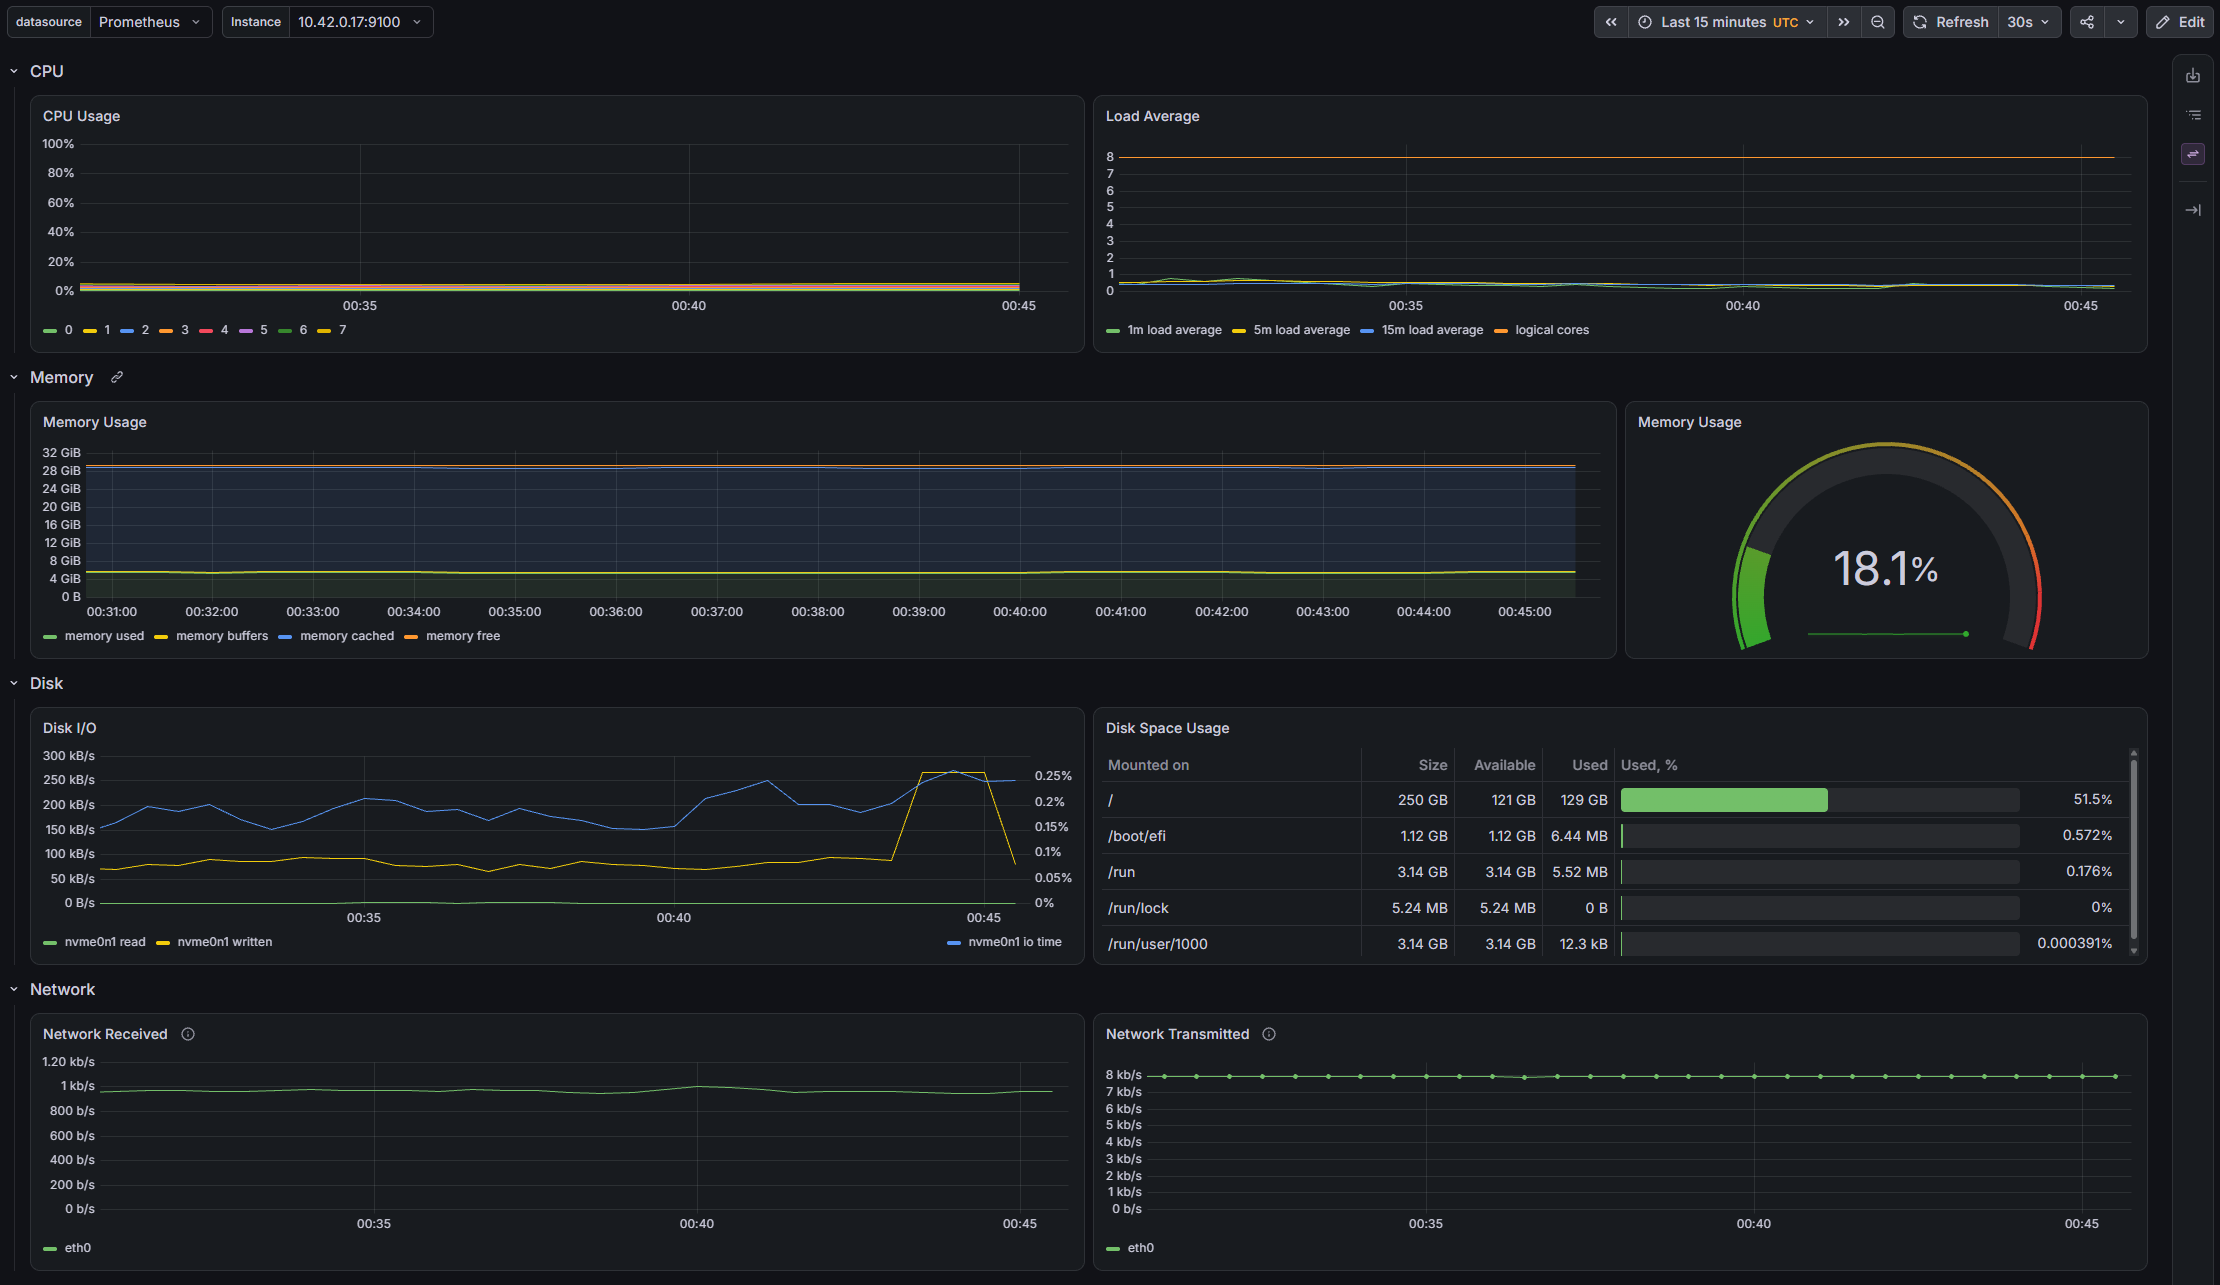 datasource Prometheus Instance 10.42.0.17:9100 Last 15 minutes UTC Refresh 30s Edit
CPU
CPU Usage
100%
80%
60%
40%
20%
0%
00:35 00:40 00:45
0 1 2 3 4 5 6 7
Load Average
8
7
6
5
4
3
2
1
0
00:35 00:40 00:45
1m load average 5m load average 15m load average logical cores
Memory
Memory Usage
32 GiB
28 GiB
24 GiB
20 GiB
16 GiB
12 GiB
8 GiB
4 GiB
0 B
00:31:00 00:32:00 00:33:00 00:34:00 00:35:00 00:36:00 00:37:00 00:38:00 00:39:00 00:40:00 00:41:00 00:42:00 00:43:00 00:44:00 00:45:00
memory used memory buffers memory cached memory free
Memory Usage
18.1%
Disk
Disk I/O
300 kB/s
250 kB/s
200 kB/s
150 kB/s
100 kB/s
50 kB/s
0 B/s
0.25%
0.2%
0.15%
0.1%
0.05%
0%
00:35 00:40 00:45
nvme0n1 read nvme0n1 written nvme0n1 io time
Disk Space Usage
Mounted on Size Available Used Used, %
/ 250 GB 121 GB 129 GB 51.5%
/boot/efi 1.12 GB 1.12 GB 6.44 MB 0.572%
/run 3.14 GB 3.14 GB 5.52 MB 0.176%
/run/lock 5.24 MB 5.24 MB 0 B 0%
/run/user/1000 3.14 GB 3.14 GB 12.3 kB 0.000391%
Network
Network Received
1.20 kb/s
1 kb/s
800 b/s
600 b/s
400 b/s
200 b/s
0 b/s
00:35 00:40 00:45
eth0
Network Transmitted
8 kb/s
7 kb/s
6 kb/s
5 kb/s
4 kb/s
3 kb/s
2 kb/s
1 kb/s
0 b/s
00:35 00:40 00:45
eth0